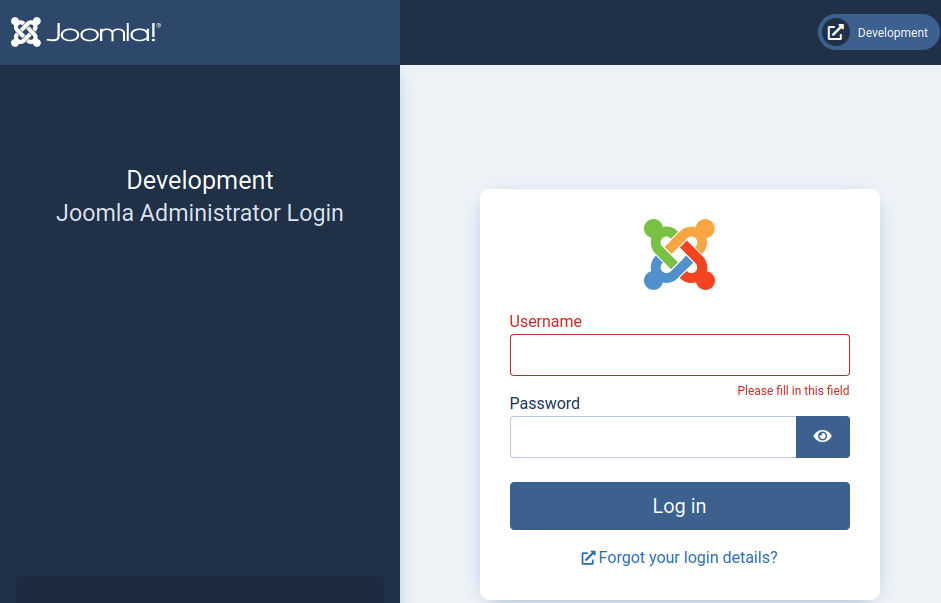 Joomla!®
Development
Development
Joomla Administrator Login
Username
Please fill in this field
Password
Log in
Forgot your login details?